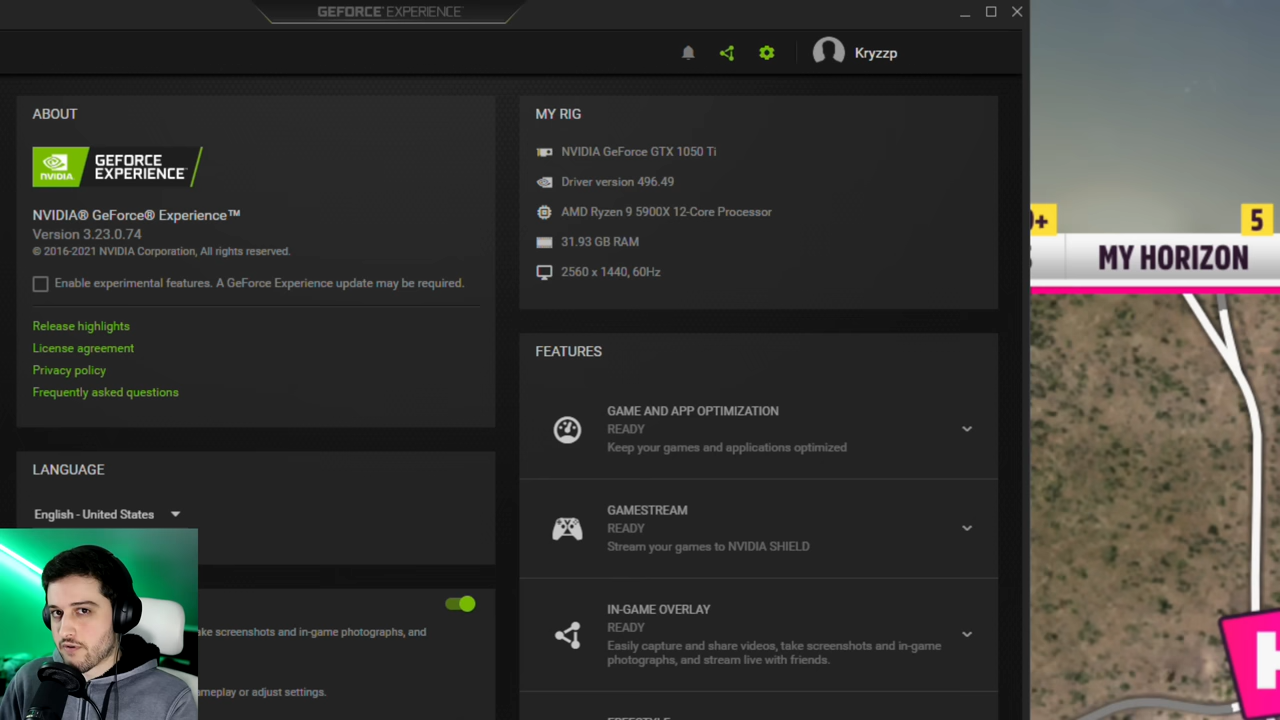 GEFORCE EXPERIENCE
Kryzzp
ABOUT
NVIDIA
GEFORCE
EXPERIENCE
NVIDIA® GeForce® Experience™
Version 3.23.0.74
© 2016-2021 NVIDIA Corporation, All rights reserved.
Enable experimental features. A GeForce Experience update may be required.
Release highlights
License agreement
Privacy policy
Frequently asked questions
LANGUAGE
English - United States
ake screenshots and in-game photographs, and
ameplay or adjust settings.
MY RIG
NVIDIA GeForce GTX 1050 Ti
Driver version 496.49
AMD Ryzen 9 5900X 12-Core Processor
31.93 GB RAM
2560 x 1440, 60Hz
FEATURES
GAME AND APP OPTIMIZATION
READY
Keep your games and applications optimized
GAMESTREAM
READY
Stream your games to NVIDIA SHIELD
IN-GAME OVERLAY
READY
Easily capture and share videos, take screenshots and in-game
photographs, and stream live with friends.
FREESTYLE
5
MY HORIZON
H